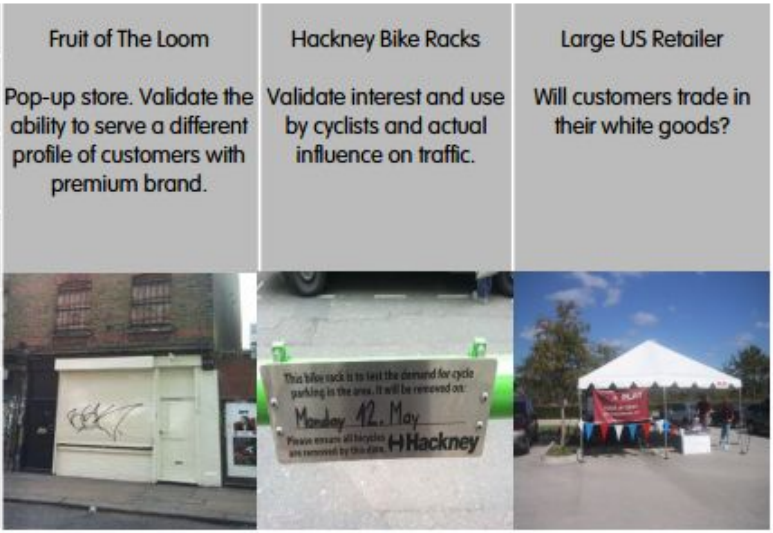 Fruit of The Loom
Pop-up store. Validate the
ability to serve a different
profile of customers with
premium brand.
Hackney Bike Racks
Validate interest and use
by cyclists and actual
influence on traffic.
Large US Retailer
Will customers trade in
their white goods?
This bike rack is to test the demand for cycle
parking in the area. It will be removed on:
Monday 12. May
Please ensure all bicycles
are removed by this date.
Hackney